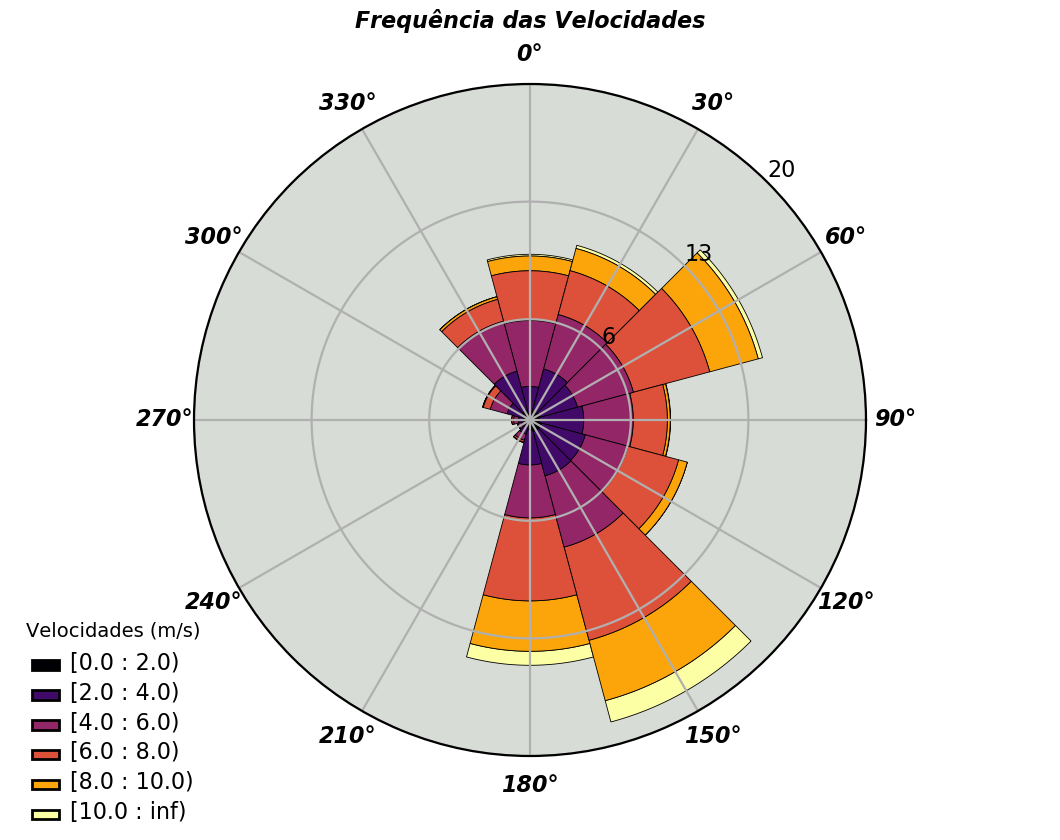 Frequência das Velocidades
0°
330°
30°
20
300°
60°
13
6
270°
90°
240°
120°
210°
150°
180°
Velocidades (m/s)
[0.0 : 2.0)
[2.0 : 4.0)
[4.0 : 6.0)
[6.0 : 8.0)
[8.0 : 10.0)
[10.0 : inf)